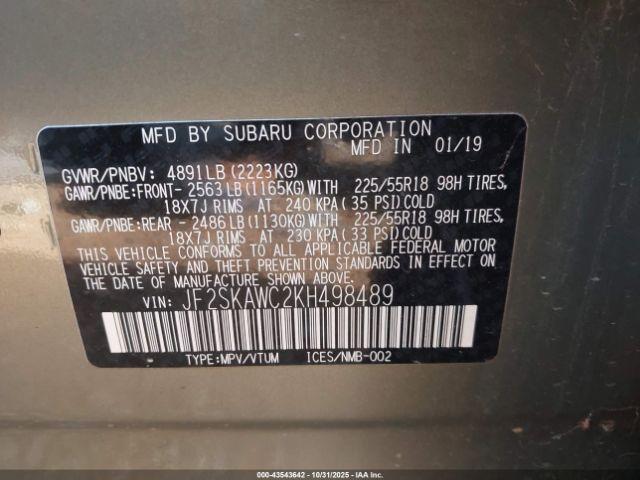 MFD BY SUBARU CORPORATION
MFD IN 01/19
GVWR/PNBV: 4891LB(2223KG)
GAWR/PNBE:FRONT- 2563LB(1165KG)WITH 225/55R18 98H TIRES,
18X7J RIMS AT 240 KPA(35 PSI)COLD
GAWR/PNBE:REAR - 2486LB(1130KG)WITH 225/55R18 98H TIRES,
18X7J RIMS AT 230 KPA(33 PSI)COLD
THIS VEHICLE CONFORMS TO ALL APPLICABLE FEDERAL MOTOR
VEHICLE SAFETY AND THEFT PREVENTION STANDARDS IN EFFECT
ON THE DATE OF MANUFACTURE SHOWN ABOVE.
VIN: JF2SKAWC2KH498489
TYPE:MPV/VTUM ICES/NMB-002
000-43543642 | 10/31/2025 | IAA Inc.